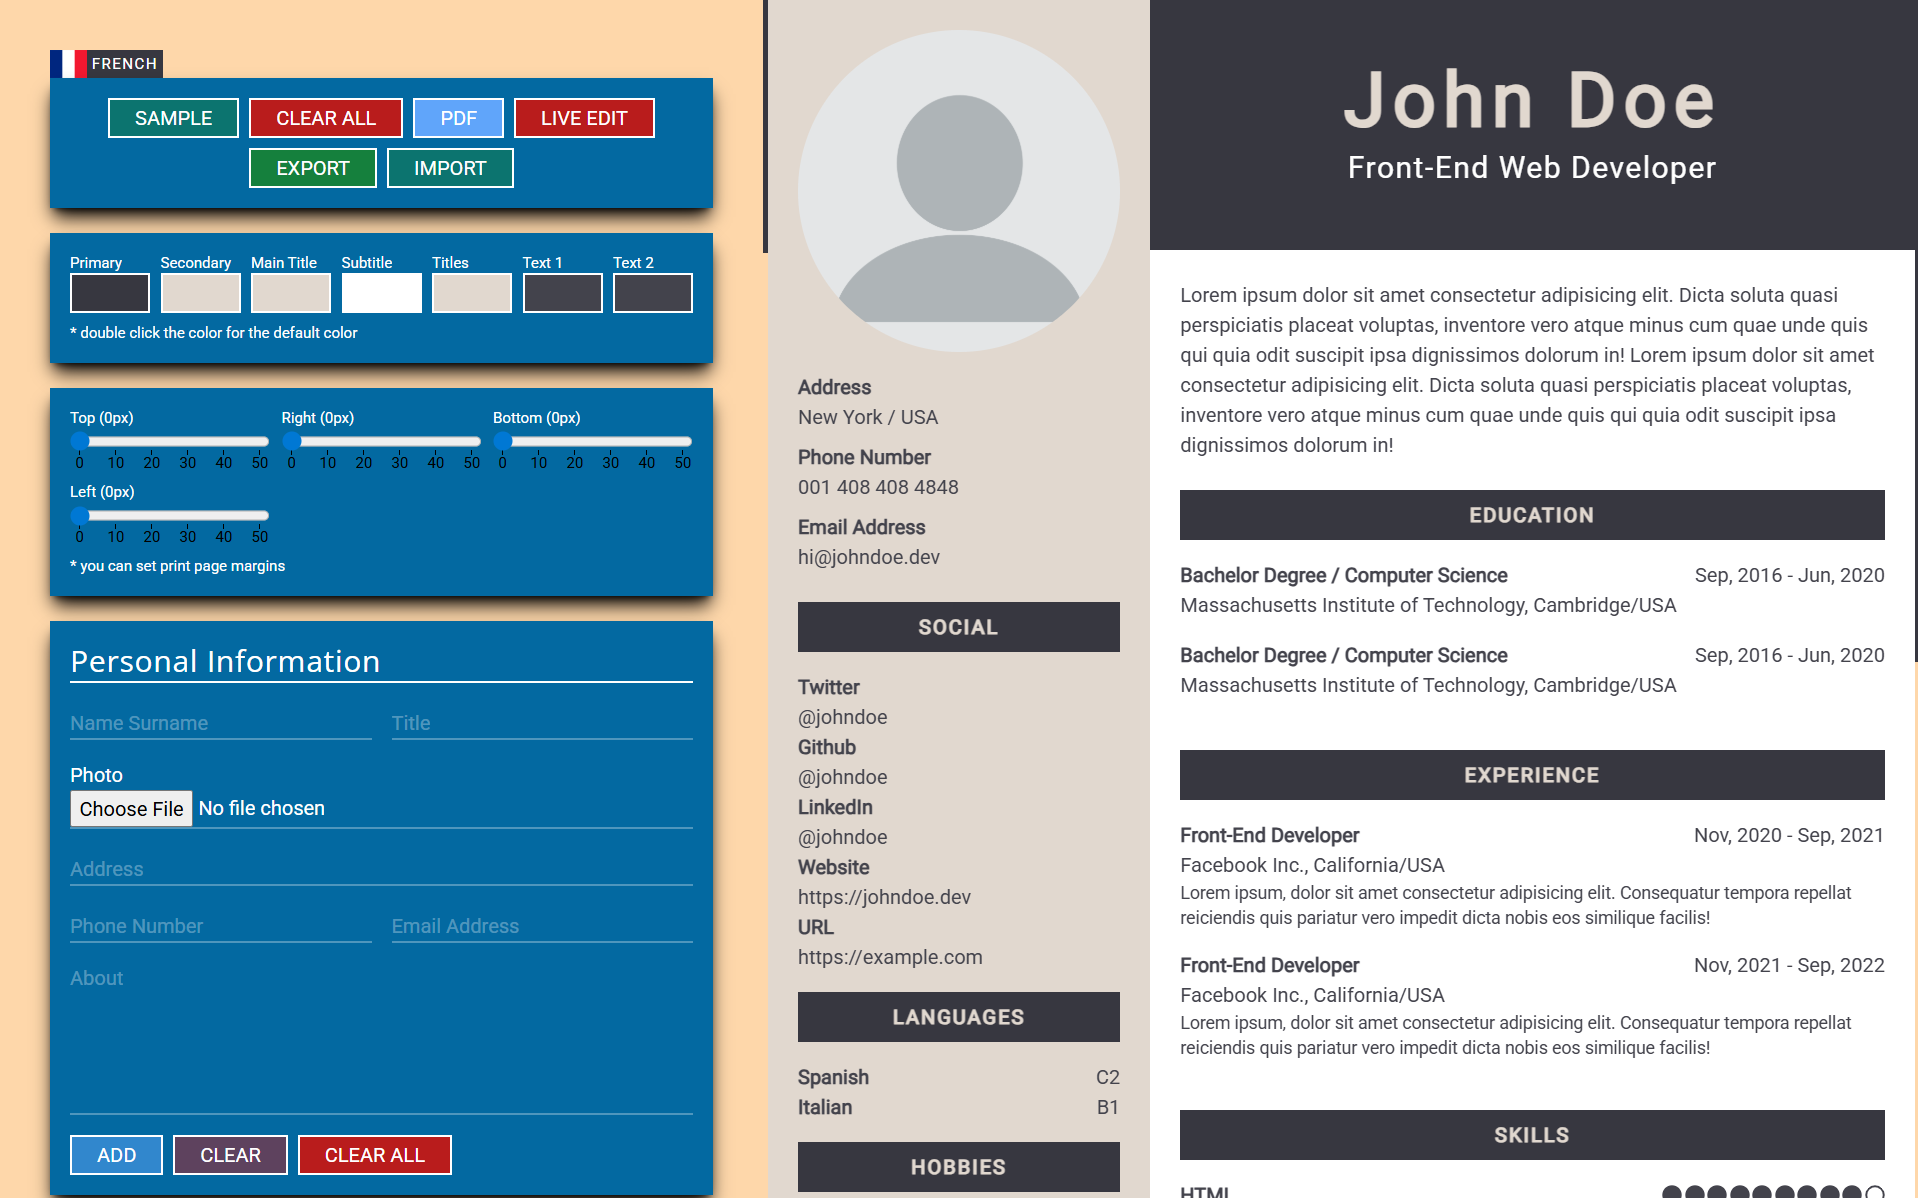 FRENCH
SAMPLE CLEAR ALL PDF LIVE EDIT
EXPORT IMPORT
Primary Secondary Main Title Subtitle Titles Text 1 Text 2
* double click the color for the default color
Top (0px) Right (0px) Bottom (0px)
0 10 20 30 40 50 0 10 20 30 40 50 0 10 20 30 40 50
Left (0px)
0 10 20 30 40 50
* you can set print page margins
Personal Information
Name Surname Title
Photo
Choose File No file chosen
Address
Phone Number Email Address
About
ADD CLEAR CLEAR ALL
Address
New York / USA
Phone Number
001 408 408 4848
Email Address
hi@johndoe.dev
SOCIAL
Twitter
@johndoe
Github
@johndoe
LinkedIn
@johndoe
Website
https://johndoe.dev
URL
https://example.com
LANGUAGES
Spanish C2
Italian B1
HOBBIES
John Doe
Front-End Web Developer
Lorem ipsum dolor sit amet consectetur adipisicing elit. Dicta soluta quasi
perspiciatis placeat voluptas, inventore vero atque minus cum quae unde quis
qui quia odit suscipit ipsa dignissimos dolorum in! Lorem ipsum dolor sit amet
consectetur adipisicing elit. Dicta soluta quasi perspiciatis placeat voluptas,
inventore vero atque minus cum quae unde quis qui quia odit suscipit ipsa
dignissimos dolorum in!
EDUCATION
Bachelor Degree / Computer Science Sep, 2016 - Jun, 2020
Massachusetts Institute of Technology, Cambridge/USA
Bachelor Degree / Computer Science Sep, 2016 - Jun, 2020
Massachusetts Institute of Technology, Cambridge/USA
EXPERIENCE
Front-End Developer Nov, 2020 - Sep, 2021
Facebook Inc., California/USA
Lorem ipsum, dolor sit amet consectetur adipisicing elit. Consequatur tempora repellat
reiciendis quis pariatur vero impedit dicta nobis eos similique facilis!
Front-End Developer Nov, 2021 - Sep, 2022
Facebook Inc., California/USA
Lorem ipsum, dolor sit amet consectetur adipisicing elit. Consequatur tempora repellat
reiciendis quis pariatur vero impedit dicta nobis eos similique facilis!
SKILLS
HTML